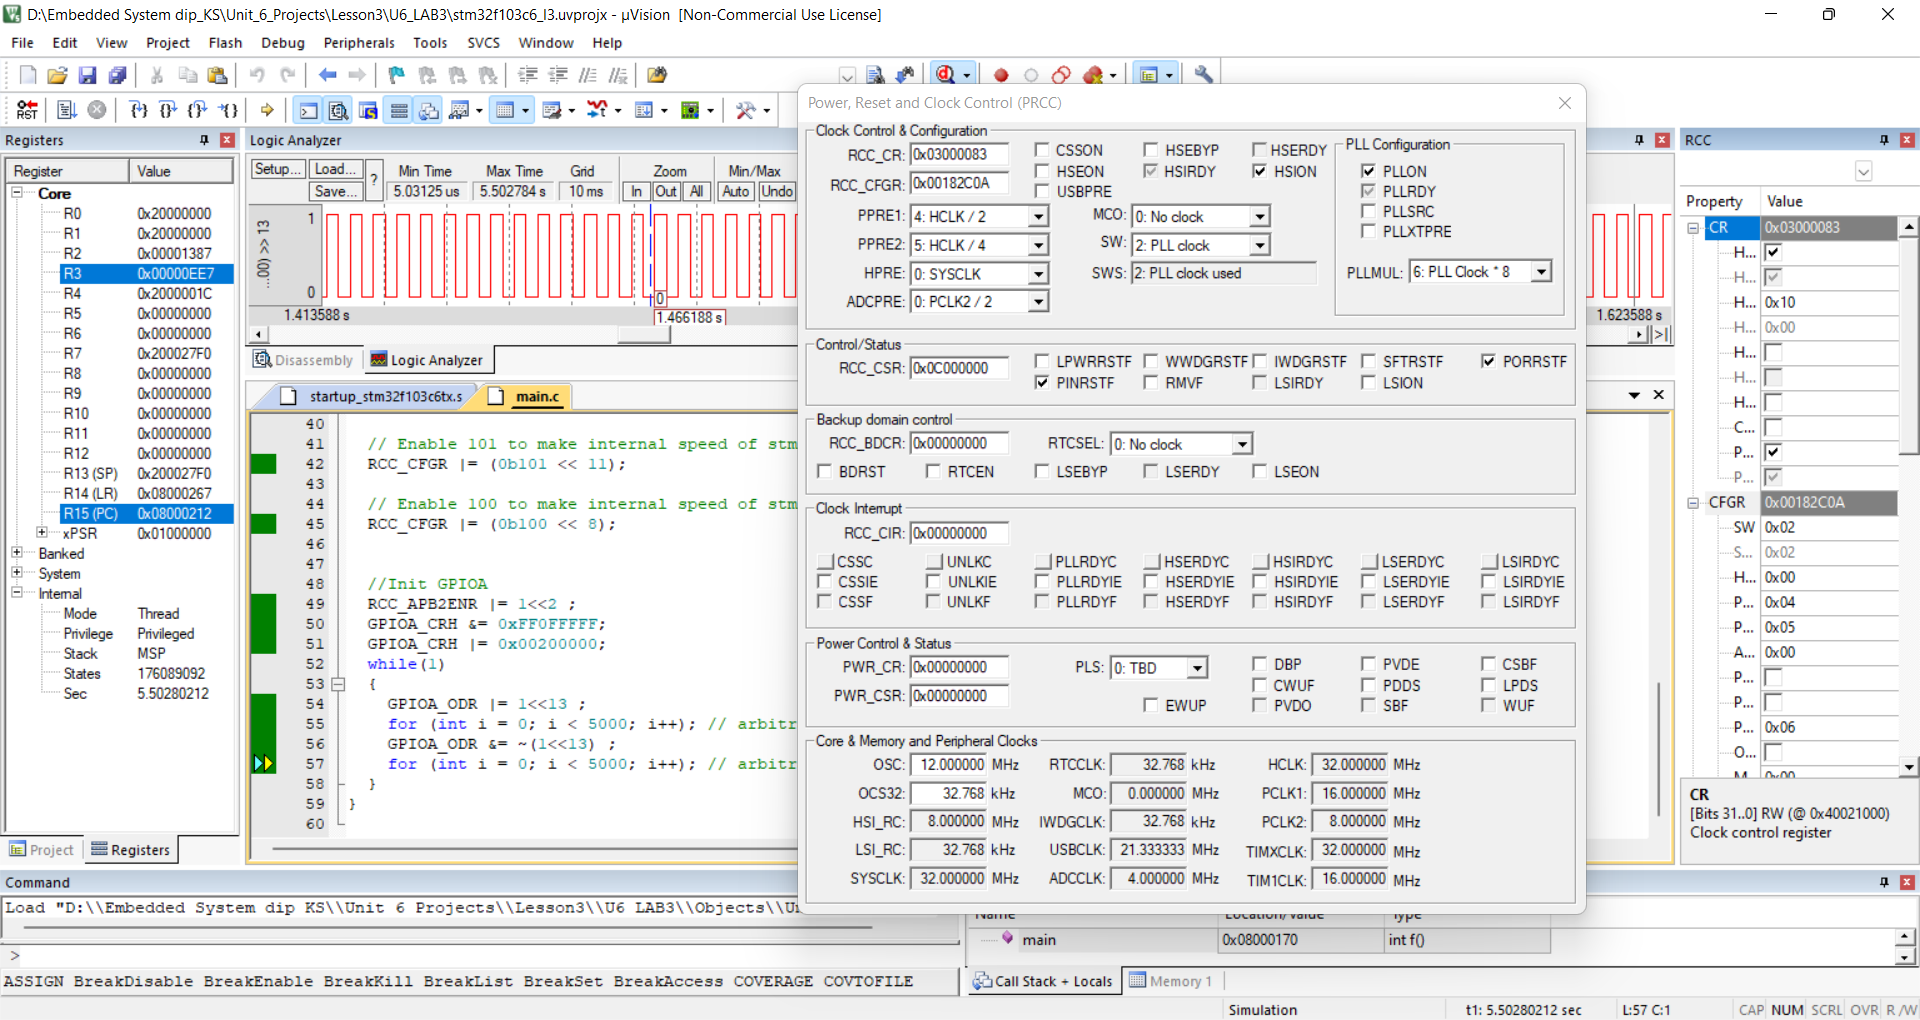 D:\Embedded System dip_KS\Unit_6_Projects\Lesson3\U6_LAB3\stm32f103c6_l3.uvprojx - µVision [Non-Commercial Use License]
File Edit View Project Flash Debug Peripherals Tools SVCS Window Help
RST
Registers
Register Value
Core
R0 0x20000000
R1 0x20000000
R2 0x00001387
R3 0x00000EE7
R4 0x2000001C
R5 0x00000000
R6 0x00000000
R7 0x200027F0
R8 0x00000000
R9 0x00000000
R10 0x00000000
R11 0x00000000
R12 0x00000000
R13 (SP) 0x200027F0
R14 (LR) 0x08000267
R15 (PC) 0x08000212
xPSR 0x01000000
Banked
System
Internal
Mode Thread
Privilege Privileged
Stack MSP
States 176089092
Sec 5.50280212
Project Registers
Logic Analyzer
Setup... Load... ? Min Time Max Time Grid Zoom Min/Max
Save... 5.03125 us 5.502784 s 10 ms In Out All Auto Undo
1
...00) >> 13
0
0
1.413588 s 1.466188 s 1.623588 s
Disassembly Logic Analyzer
startup_stm32f103c6tx.s main.c
40
41 // Enable 101 to make internal speed of stm
42 RCC_CFGR |= (0b101 << 11);
43
44 // Enable 100 to make internal speed of stm
45 RCC_CFGR |= (0b100 << 8);
46
47
48 //Init GPIOA
49 RCC_APB2ENR |= 1<<2 ;
50 GPIOA_CRH &= 0xFF0FFFFF;
51 GPIOA_CRH |= 0x00200000;
52 while(1)
53 {
54 GPIOA_ODR |= 1<<13 ;
55 for (int i = 0; i < 5000; i++); // arbitr
56 GPIOA_ODR &= ~(1<<13) ;
57 for (int i = 0; i < 5000; i++); // arbitr
58 }
59 }
60
Power, Reset and Clock Control (PRCC)
Clock Control & Configuration
RCC_CR: 0x03000083 CSSON HSEBYP HSERDY
HSEON HSIRDY HSION
RCC_CFGR: 0x00182C0A USBPRE
PPRE1: 4: HCLK / 2 MCO: 0: No clock
PPRE2: 5: HCLK / 4 SW: 2: PLL clock
HPRE: 0: SYSCLK SWS: 2: PLL clock used
ADCPRE: 0: PCLK2 / 2
PLL Configuration
PLLON
PLLRDY
PLLSRC
PLLXTPRE
PLLMUL: 6: PLL Clock * 8
Control/Status
RCC_CSR: 0x0C000000 LPWRRSTF WWDGRSTF IWDGRSTF SFTRSTF PORRSTF
PINRSTF RMVF LSIRDY LSION
Backup domain control
RCC_BDCR: 0x00000000 RTCSEL: 0: No clock
BDRST RTCEN LSEBYP LSERDY LSEON
Clock Interrupt
RCC_CIR: 0x00000000
CSSC UNLKC PLLRDYC HSERDYC HSIRDYC LSERDYC LSIRDYC
CSSIE UNLKIE PLLRDYIE HSERDYIE HSIRDYIE LSERDYIE LSIRDYIE
CSSF UNLKF PLLRDYF HSERDYF HSIRDYF LSERDYF LSIRDYF
Power Control & Status
PWR_CR: 0x00000000 PLS: 0: TBD DBP PVDE CSBF
CWUF PDDS LPDS
PWR_CSR: 0x00000000 EWUP PVDO SBF WUF
Core & Memory and Peripheral Clocks
OSC: 12.000000 MHz RTCCLK: 32.768 kHz HCLK: 32.000000 MHz
OCS32: 32.768 kHz MCO: 0.000000 MHz PCLK1: 16.000000 MHz
HSI_RC: 8.000000 MHz IWDGCLK: 32.768 kHz PCLK2: 8.000000 MHz
LSI_RC: 32.768 kHz USBCLK: 21.333333 MHz TIMXCLK: 32.000000 MHz
SYSCLK: 32.000000 MHz ADCCLK: 4.000000 MHz TIM1CLK: 16.000000 MHz
RCC
Property Value
CR 0x03000083
H...
H...
H... 0x10
H... 0x00
H...
H...
H...
C...
P...
P...
CFGR 0x00182C0A
SW 0x02
S... 0x02
H... 0x00
P... 0x04
P... 0x05
A... 0x00
P...
P...
P... 0x06
O...
M 0x00
CR
[Bits 31..0] RW (@ 0x40021000)
Clock control register
Command
Load "D:\\Embedded System dip KS\\Unit 6 Projects\\Lesson3\\U6 LAB3\\Objects\\U
>
ASSIGN BreakDisable BreakEnable BreakKill BreakList BreakSet BreakAccess COVERAGE COVTOFILE
Name Location/Value Type
main 0x08000170 int f()
Call Stack + Locals Memory 1
Simulation t1: 5.50280212 sec L:57 C:1 CAP NUM SCRL OVR R/W